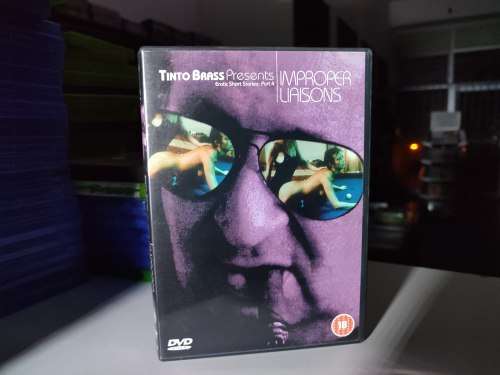 TINTO BRASS Presents
Erotic Short Stories: Part 4
IMPROPER
LIAISONS
DVD
18